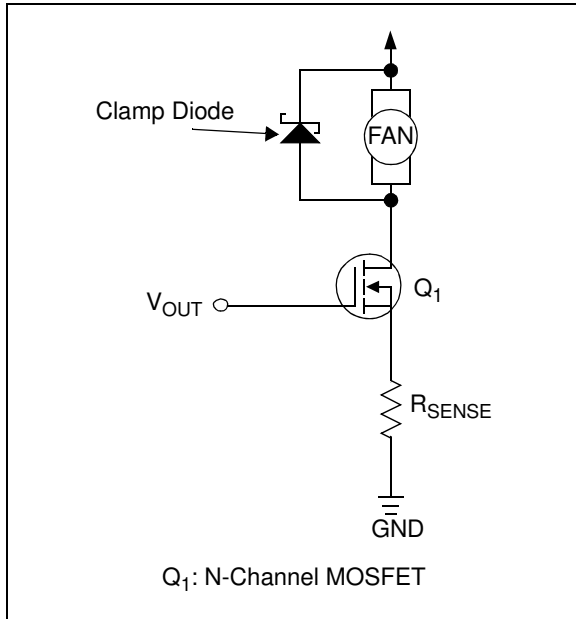 Clamp Diode
FAN
VOUT
Q1
RSENSE
GND
Q1: N-Channel MOSFET